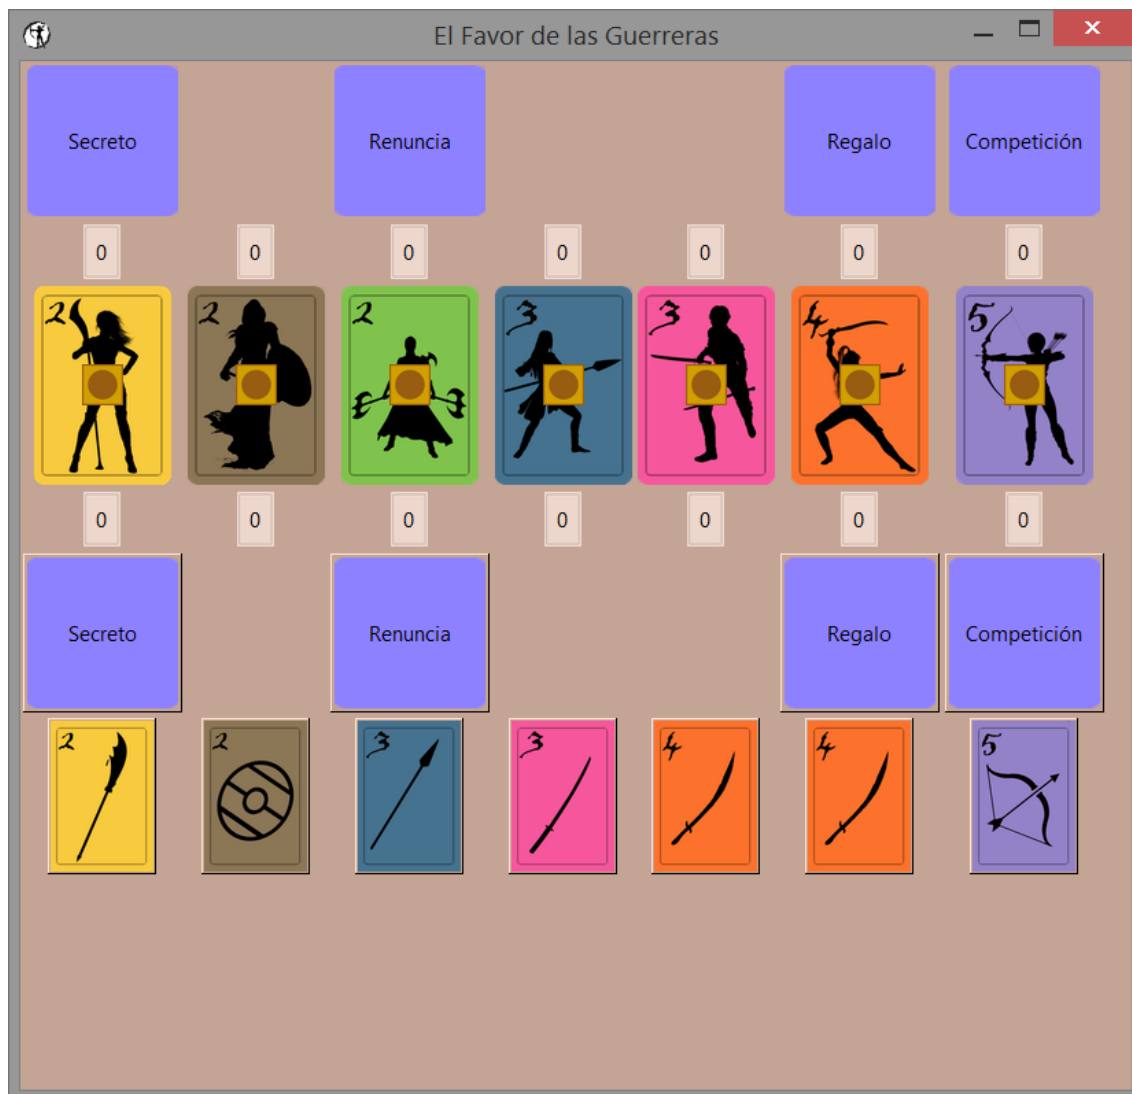 El Favor de las Guerreras
Secreto Renuncia Regalo Competición
0 0 0 0 0 0 0
2 2 2 3 3 4 5
0 0 0 0 0 0 0
Secreto Renuncia Regalo Competición
2 2 3 3 4 4 5